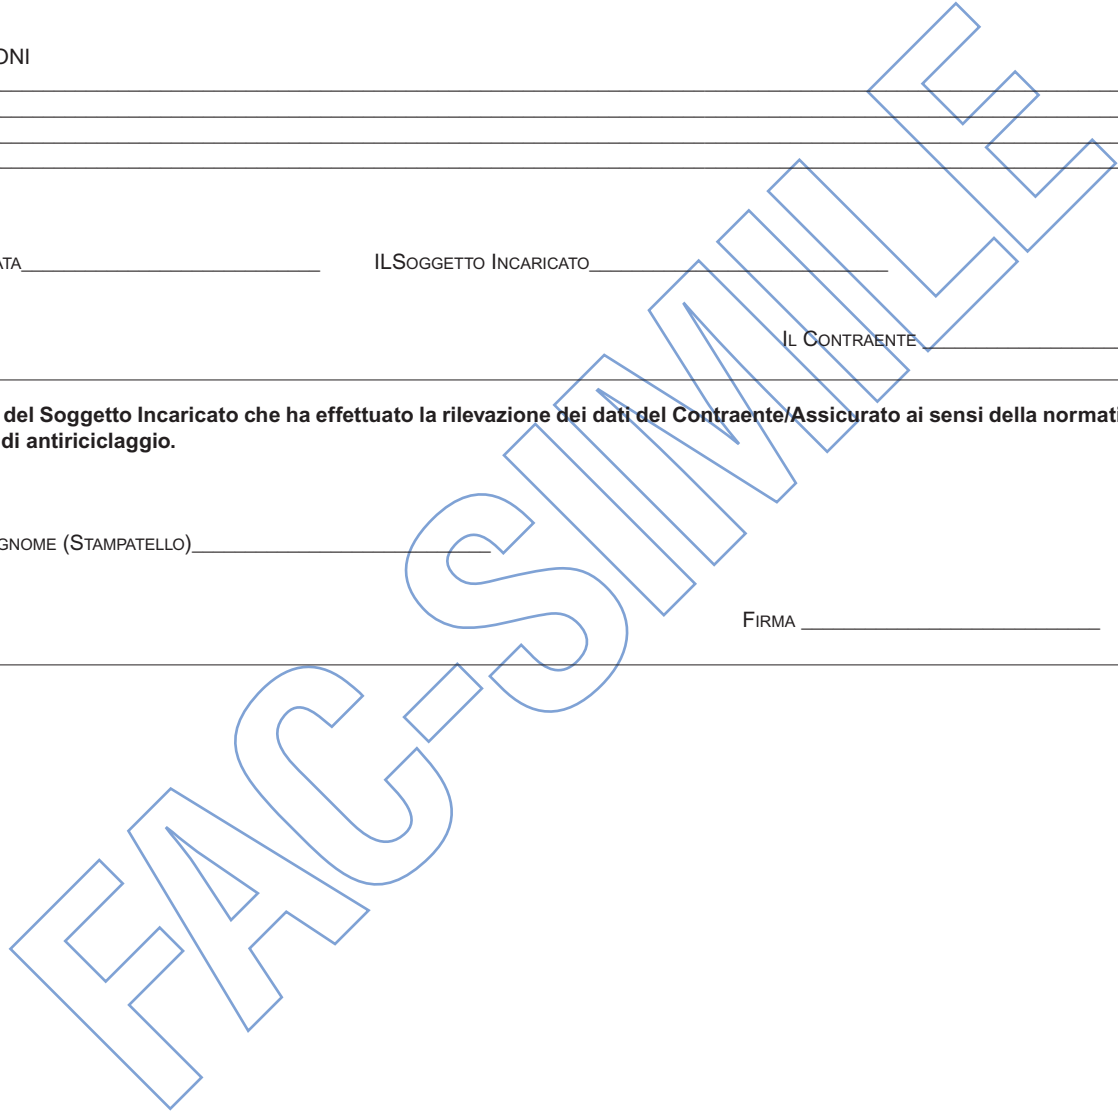 ONI
ATA ILSOGGETTO INCARICATO
IL CONTRAENTE
del Soggetto Incaricato che ha effettuato la rilevazione dei dati del Contraente/Assicurato ai sensi della normati
di antiriciclaggio.
GNOME (STAMPATELLO)
FIRMA
FAC-SIMILE